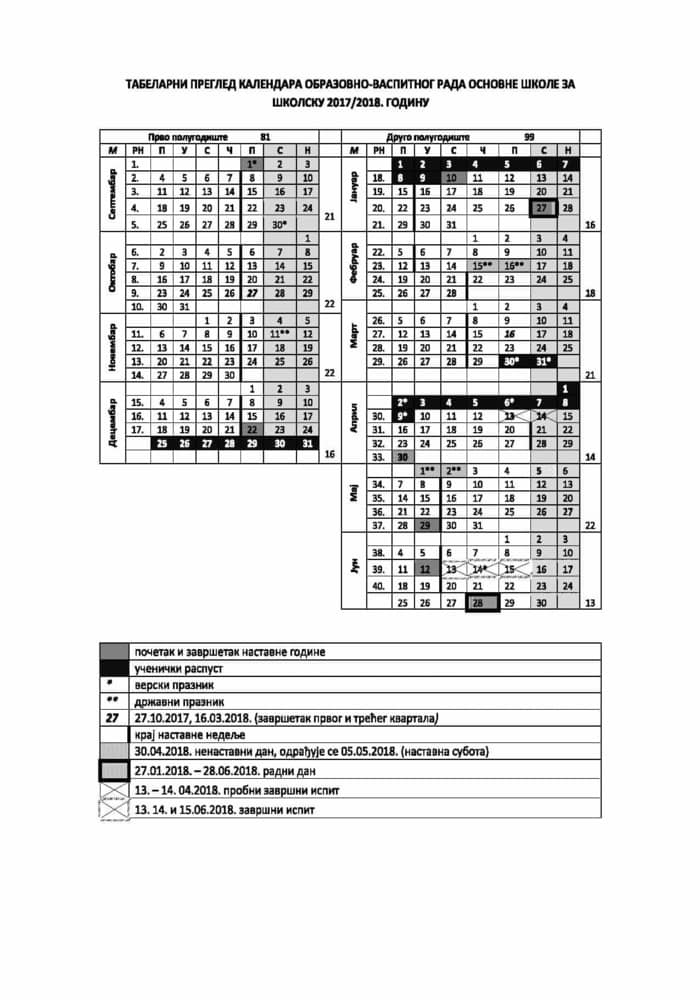 ТАБЕЛАРНИ ПРЕГЛЕД КАЛЕНДАРА ОБРАЗОВНО-ВАСПИТНОГ РАДА ОСНОВНЕ ШКОЛЕ ЗА
ШКОЛСКУ 2017/2018. ГОДИНУ
Прво полугодиште 81
М РН П У С Ч П С Н
Септембар
1. 1* 2 3
2. 4 5 6 7 8 9 10
3. 11 12 13 14 15 16 17
4. 18 19 20 21 22 23 24
5. 25 26 27 28 29 30*
21
Октобар
1
6. 2 3 4 5 6 7 8
7. 9 10 11 12 13 14 15
8. 16 17 18 19 20 21 22
9. 23 24 25 26 27 28 29
10. 30 31
22
Новембар
1 2 3 4 5
11. 6 7 8 9 10 11** 12
12. 13 14 15 16 17 18 19
13. 20 21 22 23 24 25 26
14. 27 28 29 30
22
Децембар
1 2 3
15. 4 5 6 7 8 9 10
16. 11 12 13 14 15 16 17
17. 18 19 20 21 22 23 24
25 26 27 28 29 30 31
16
Друго полугодиште 99
М РН П У С Ч П С Н
Јануар
1 2 3 4 5 6 7
18. 8 9 10 11 12 13 14
19. 15 16 17 18 19 20 21
20. 22 23 24 25 26 27 28
21. 29 30 31
16
Фебруар
1 2 3 4
22. 5 6 7 8 9 10 11
23. 12 13 14 15** 16** 17 18
24. 19 20 21 22 23 24 25
25. 26 27 28
18
Март
1 2 3 4
26. 5 6 7 8 9 10 11
27. 12 13 14 15 16 17 18
28. 19 20 21 22 23 24 25
29. 26 27 28 29 30* 31*
21
Април
1
2* 3 4 5 6* 7 8
30. 9* 10 11 12 13 14 15
31. 16 17 18 19 20 21 22
32. 23 24 25 26 27 28 29
33. 30
14
Мај
1** 2** 3 4 5 6
34. 7 8 9 10 11 12 13
35. 14 15 16 17 18 19 20
36. 21 22 23 24 25 26 27
37. 28 29 30 31
22
Јун
1 2 3
38. 4 5 6 7 8 9 10
39. 11 12 13 14* 15 16 17
40. 18 19 20 21 22 23 24
25 26 27 28 29 30
13
почетак и завршетак наставне године
ученички распуст
* верски празник
** државни празник
27 27.10.2017, 16.03.2018. (завршетак првог и трећег квартала)
крај наставне недеље
30.04.2018. ненаставни дан, одрађује се 05.05.2018. (наставна субота)
27.01.2018. – 28.06.2018. радни дан
13. – 14. 04.2018. пробни завршни испит
13. 14. и 15.06.2018. завршни испит